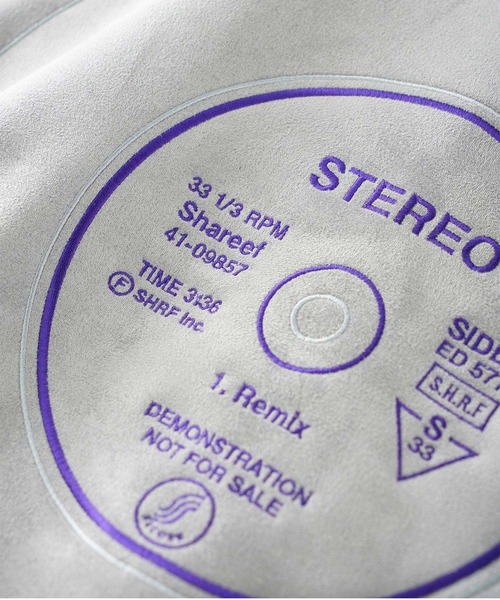 STEREO
33 1/3 RPM
Shareef
41-09857
TIME 3:36
Ⓕ SHRF Inc.
SIDE
ED 57
S.H.R.F
S
33
1. Remix
DEMONSTRATION
NOT FOR SALE